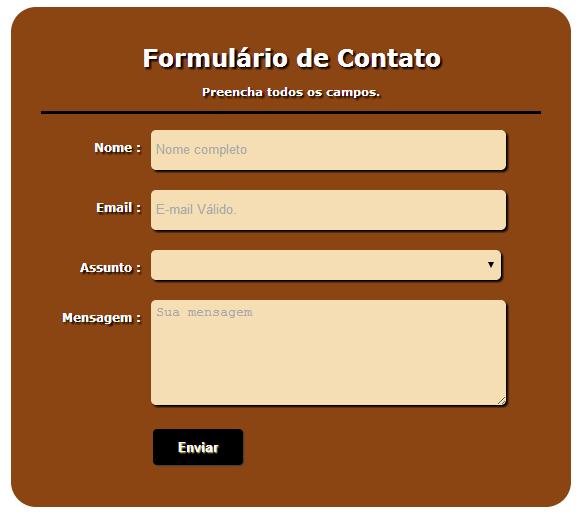 Formulário de Contato
Preencha todos os campos.
Nome :
Nome completo
Email :
E-mail Válido.
Assunto :
Mensagem :
Sua mensagem
Enviar